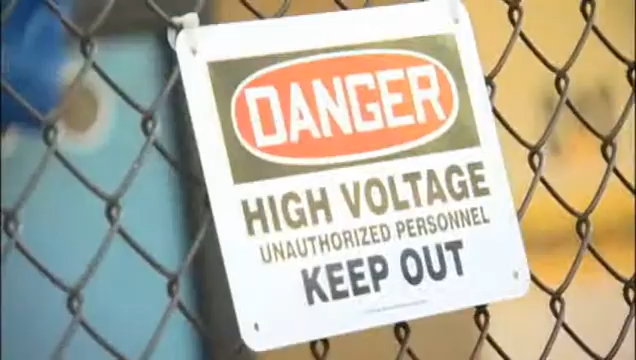 DANGER
HIGH VOLTAGE
UNAUTHORIZED PERSONNEL
KEEP OUT